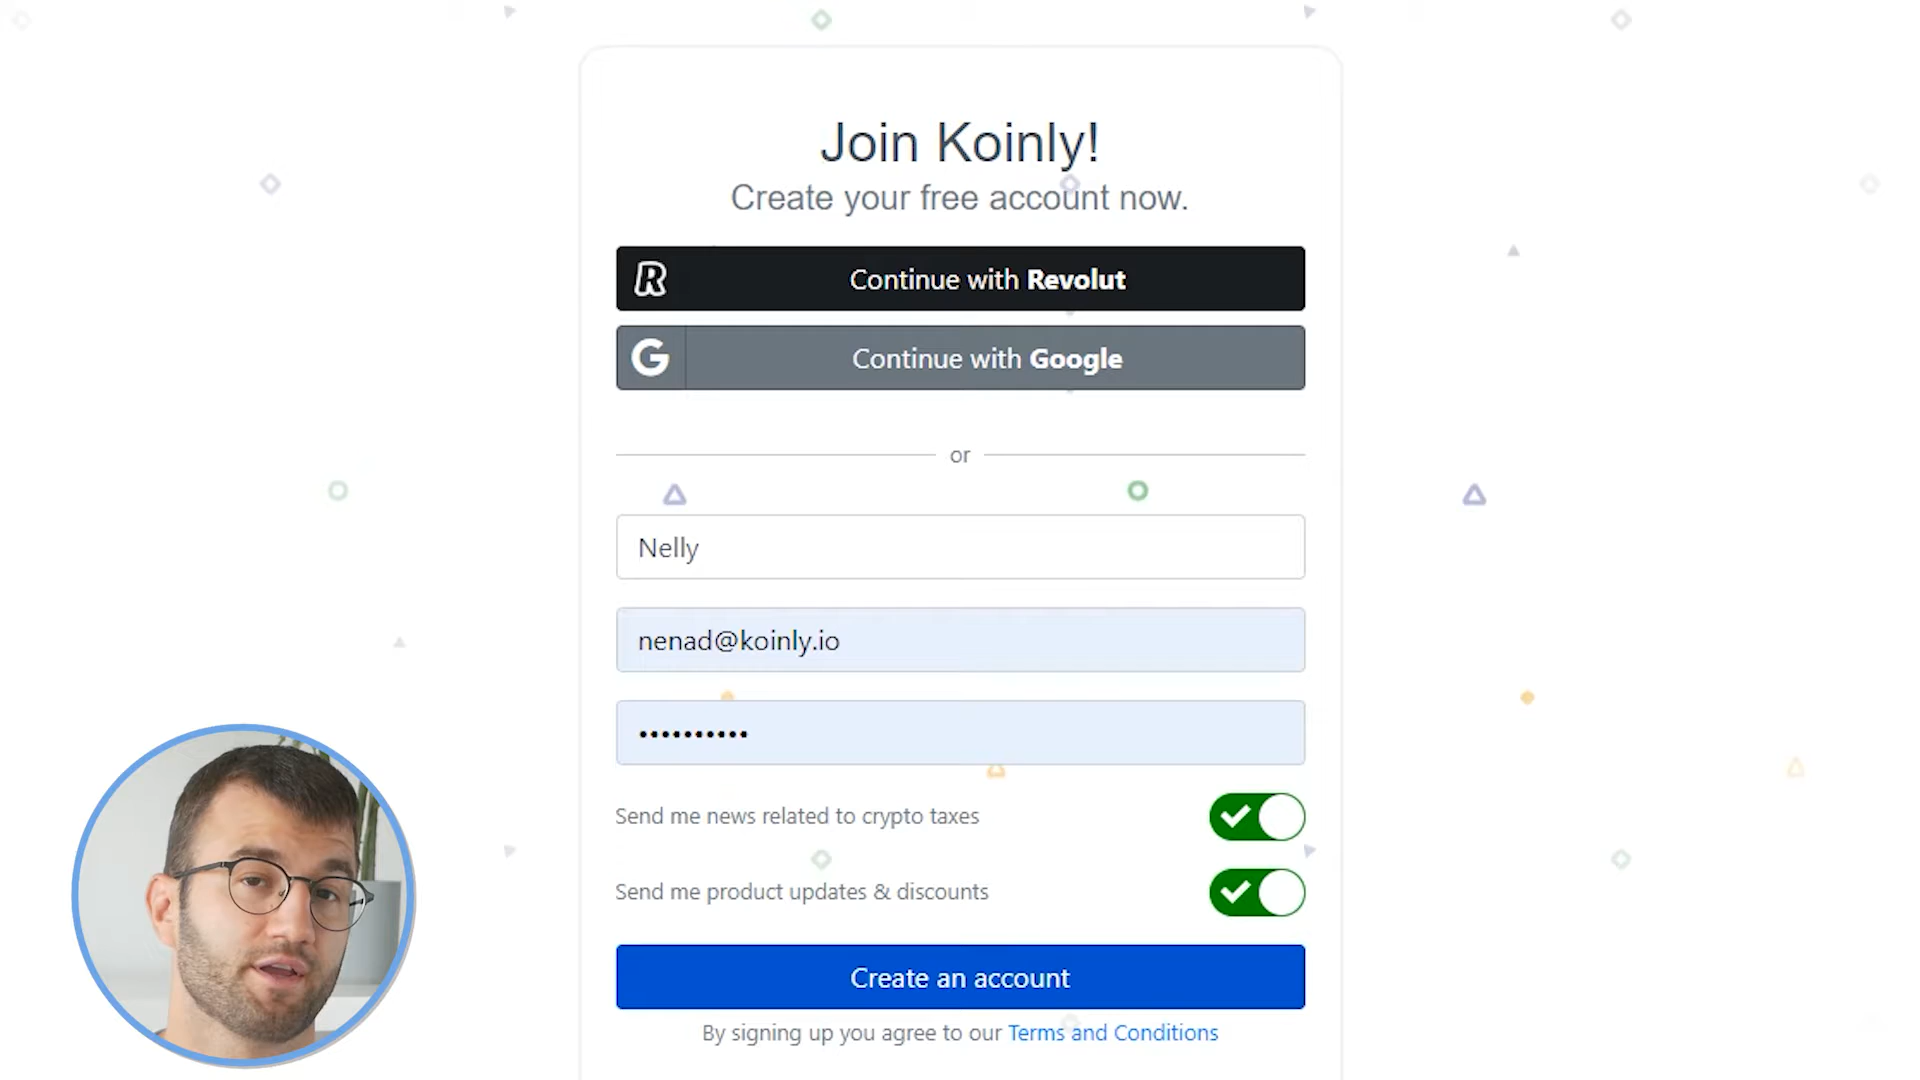 Join Koinly!
Create your free account now.
R
Continue with Revolut
G
Continue with Google
or
Nelly
nenad@koinly.io
••••••••••
Send me news related to crypto taxes
Send me product updates & discounts
Create an account
By signing up you agree to our Terms and Conditions